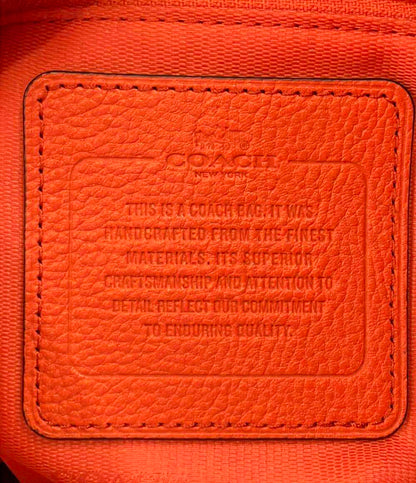 COACH
NEW YORK
THIS IS A COACH BAG. IT WAS
HANDCRAFTED FROM THE FINEST
MATERIALS. ITS SUPERIOR
CRAFTSMANSHIP AND ATTENTION TO
DETAIL REFLECT OUR COMMITMENT
TO ENDURING QUALITY.